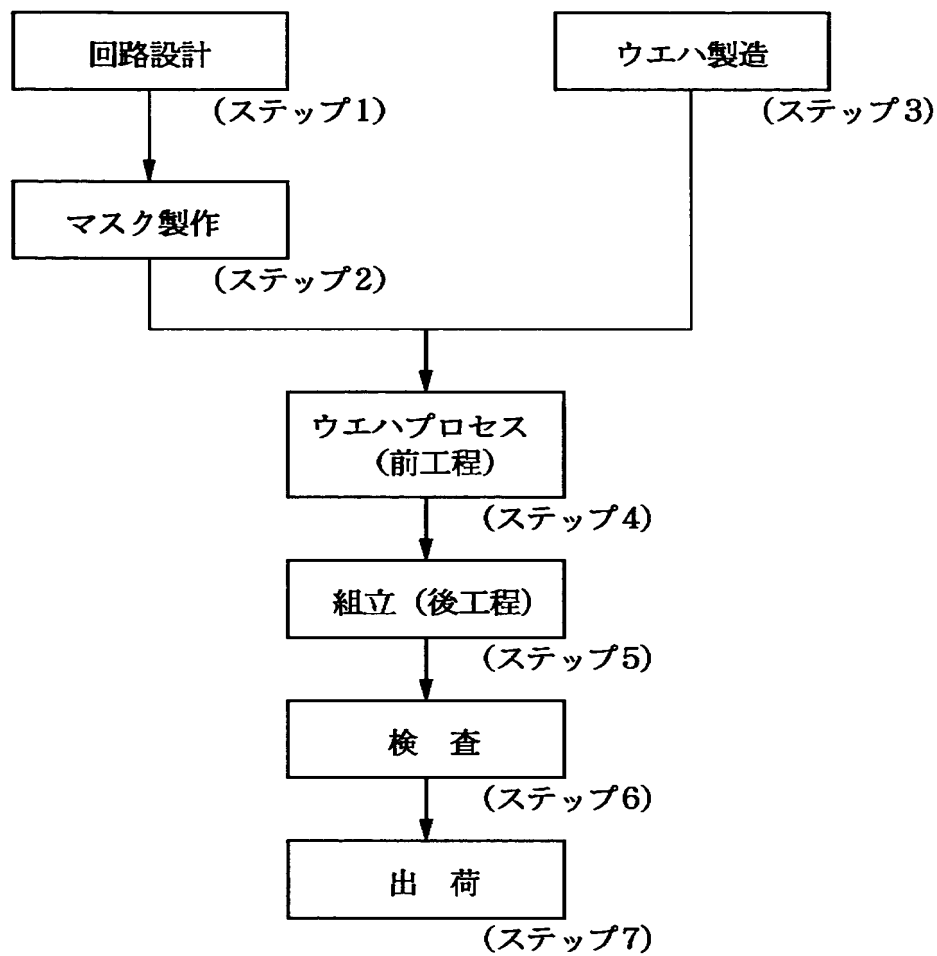 回路設計
(ステップ1)
マスク製作
(ステップ2)
ウエハ製造
(ステップ3)
ウエハプロセス
(前工程)
(ステップ4)
組立(後工程)
(ステップ5)
検 査
(ステップ6)
出 荷
(ステップ7)